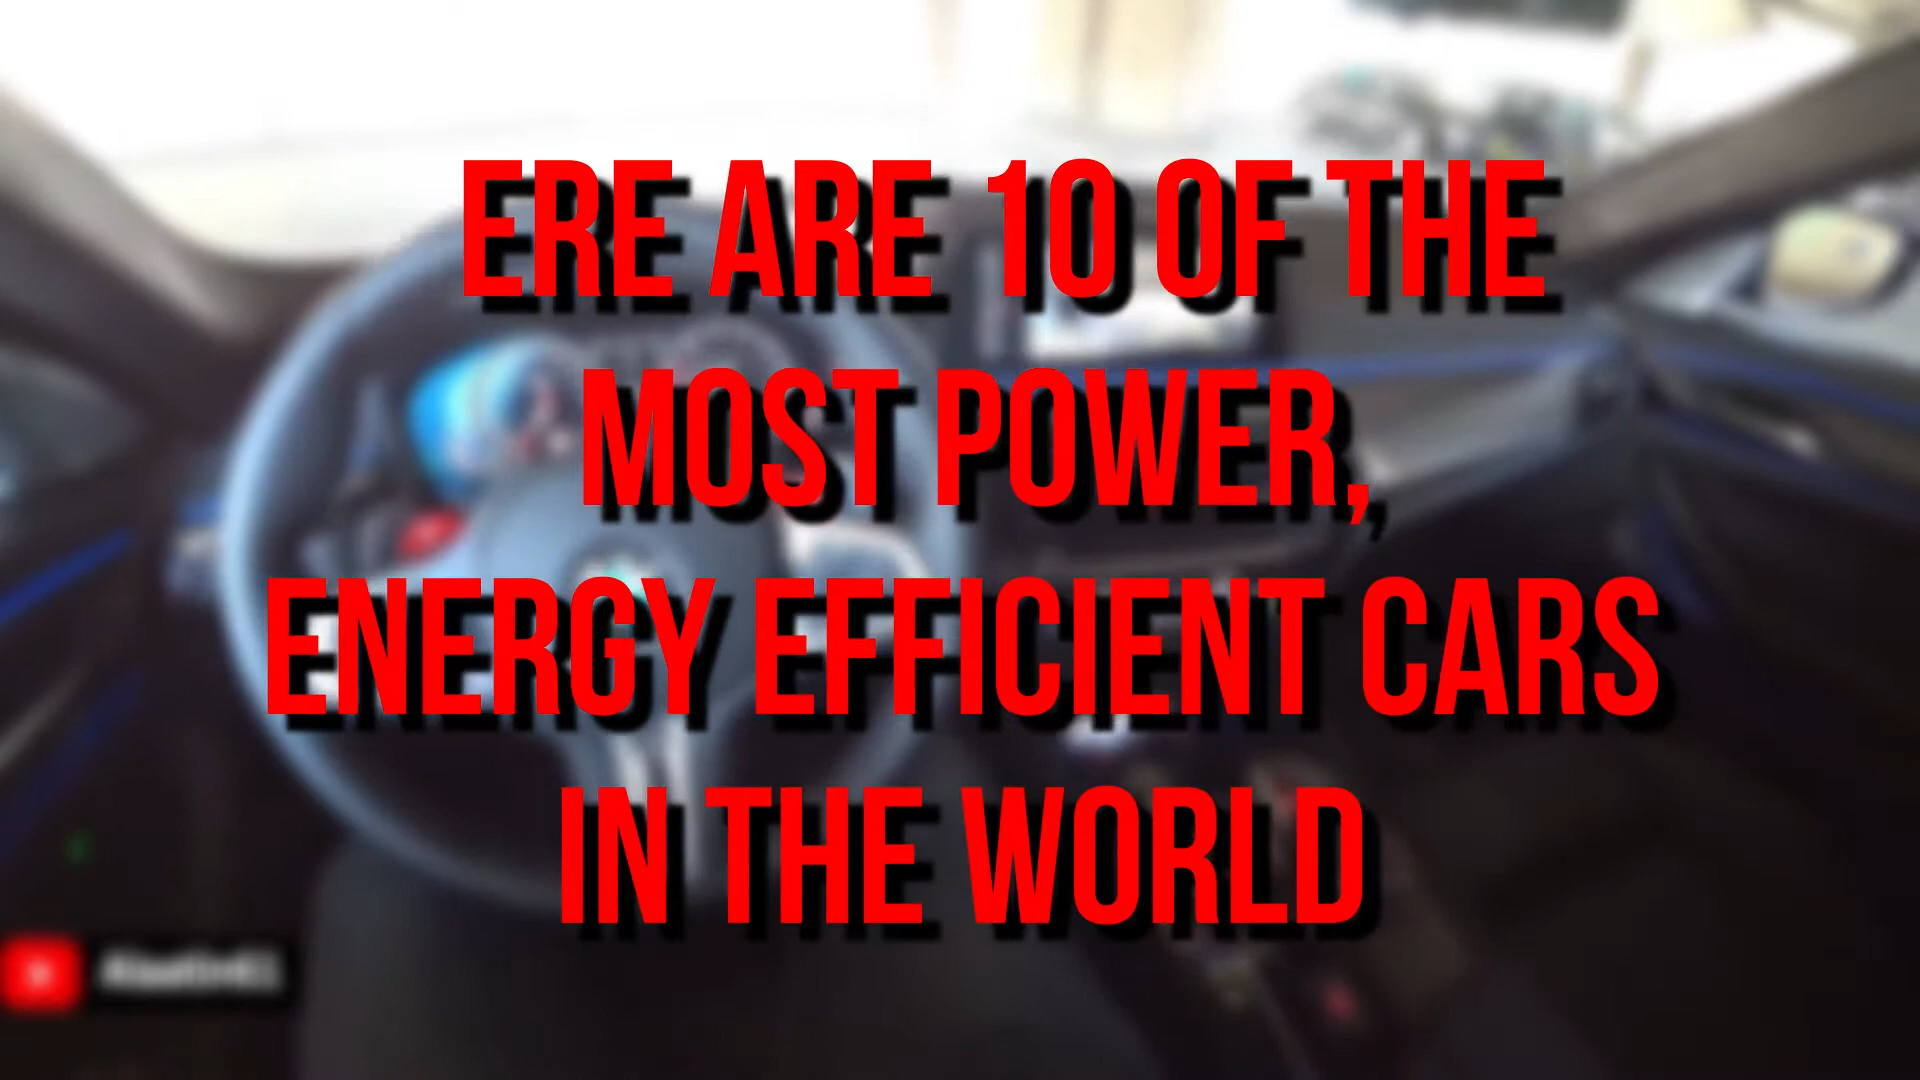 ERE ARE 10 OF THE
MOST POWER,
ENERGY EFFICIENT CARS
IN THE WORLD